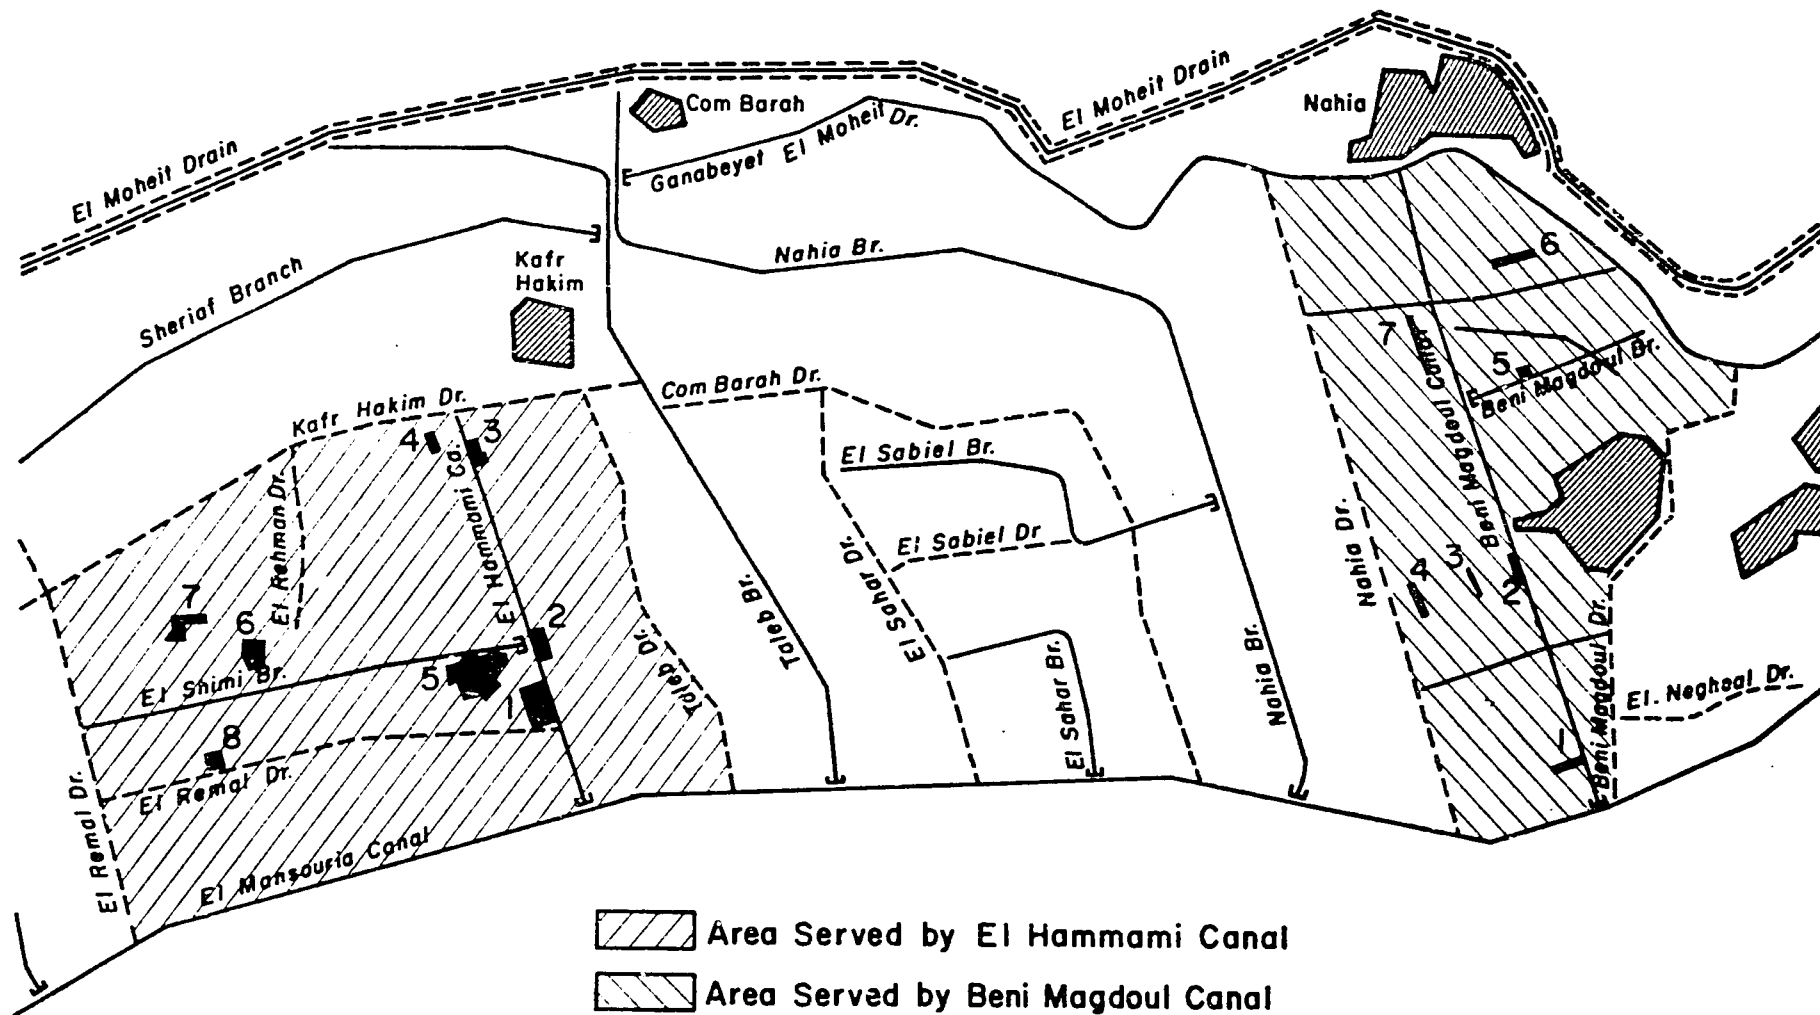 El Moheit Drain
Nahia
Com Barah
Ganabeyet El Moheit Dr.
El Moheit Drain
6
Nahia Br.
Kafr
Hakim
Sheriaf Branch
7
5
Beni Magdoul Br.
Com Barah Dr.
Kafr Hakim Dr.
4
3
El Sabiel Br.
El Hammami Ca.
El Rehman Dr.
Beni Magdoul Canal
El Sabiel Dr
Nahia Dr.
3
4
2
7
6
2
El Sahar Dr.
Taleb Br.
Taleb Dr.
5
El Shimi Br.
1
El Sahar Br.
Nahia Br.
Beni Magdoul Dr.
El. Negheal Dr.
1
8
El Remal Dr.
El Remal Dr.
El Mansouria Canal
Area Served by El Hammami Canal
Area Served by Beni Magdoul Canal